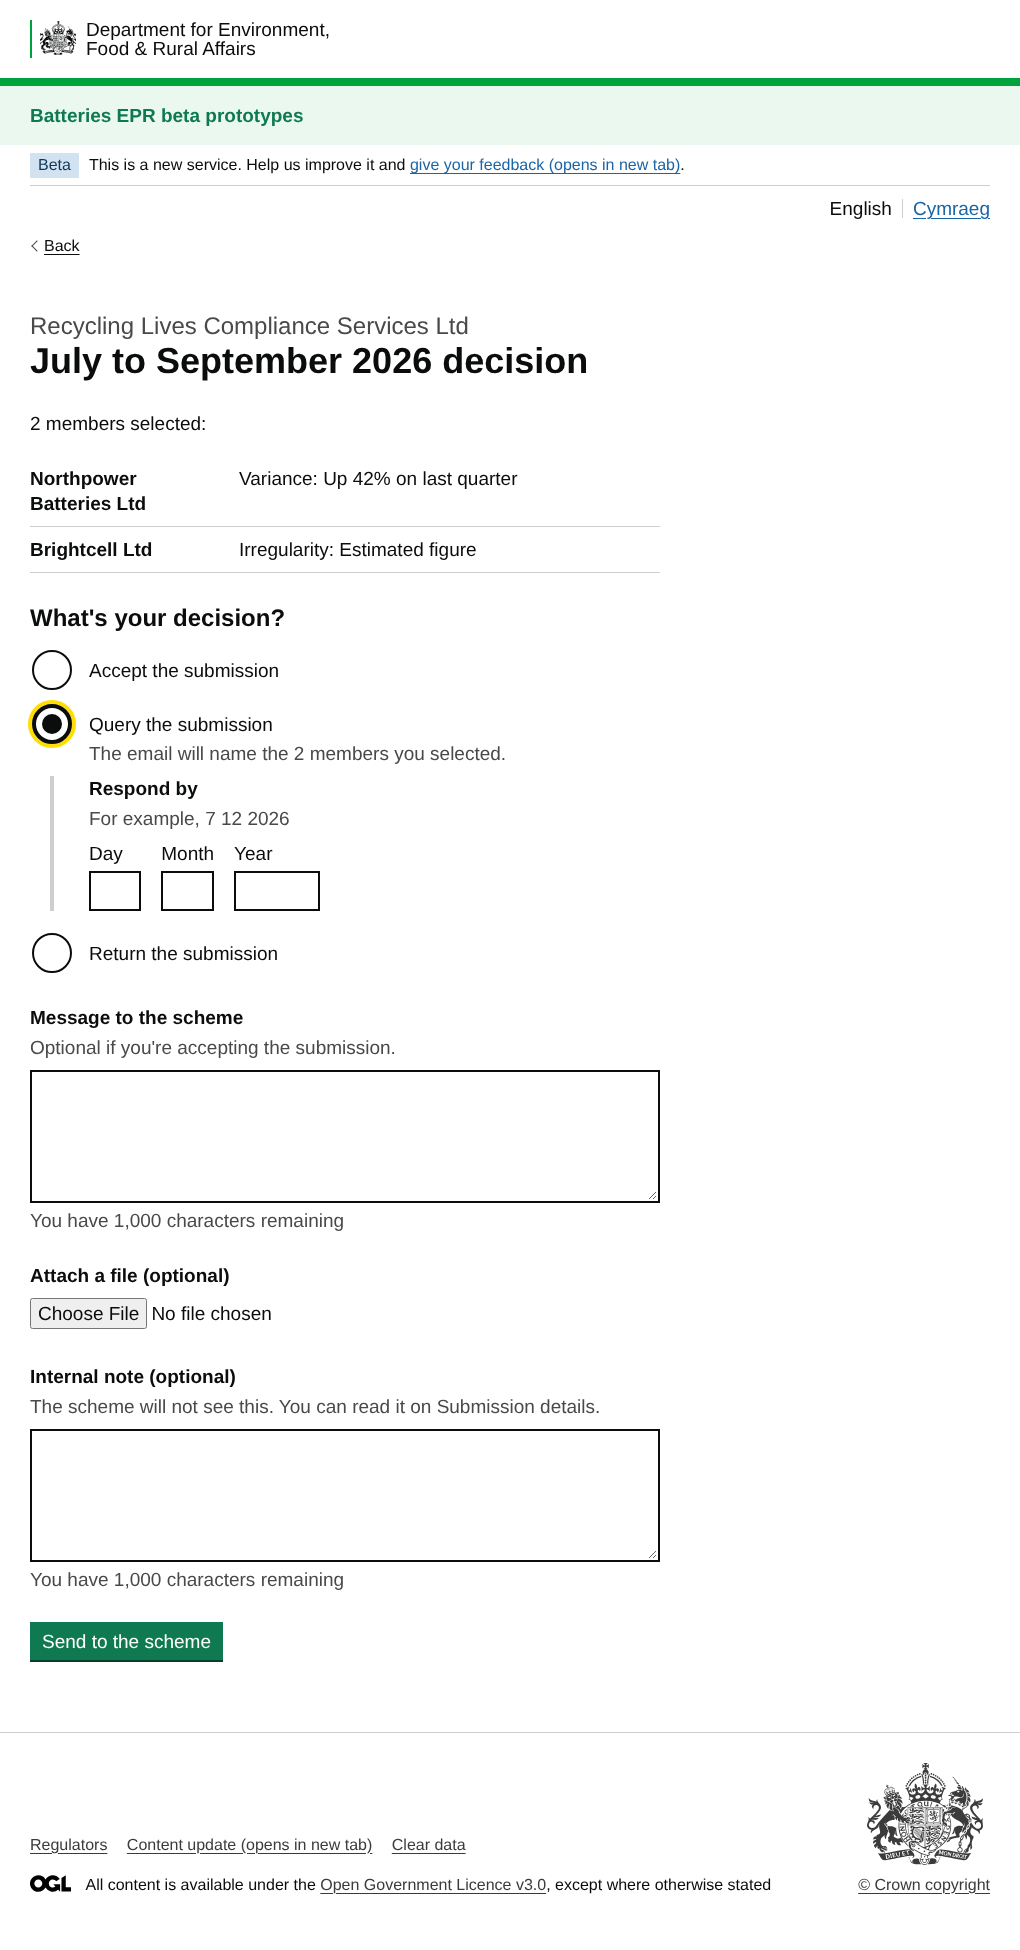 Department for Environment,
Food & Rural Affairs
Batteries EPR beta prototypes
Beta This is a new service. Help us improve it and give your feedback (opens in new tab).
English Cymraeg
Back
Recycling Lives Compliance Services Ltd
July to September 2026 decision
2 members selected:
Northpower Variance: Up 42% on last quarter
Batteries Ltd
Brightcell Ltd Irregularity: Estimated figure
What's your decision?
Accept the submission
Query the submission
The email will name the 2 members you selected.
Respond by
For example, 7 12 2026
Day Month Year
Return the submission
Message to the scheme
Optional if you're accepting the submission.
You have 1,000 characters remaining
Attach a file (optional)
Choose File No file chosen
Internal note (optional)
The scheme will not see this. You can read it on Submission details.
You have 1,000 characters remaining
Send to the scheme
Regulators Content update (opens in new tab) Clear data
OGL All content is available under the Open Government Licence v3.0, except where otherwise stated
© Crown copyright